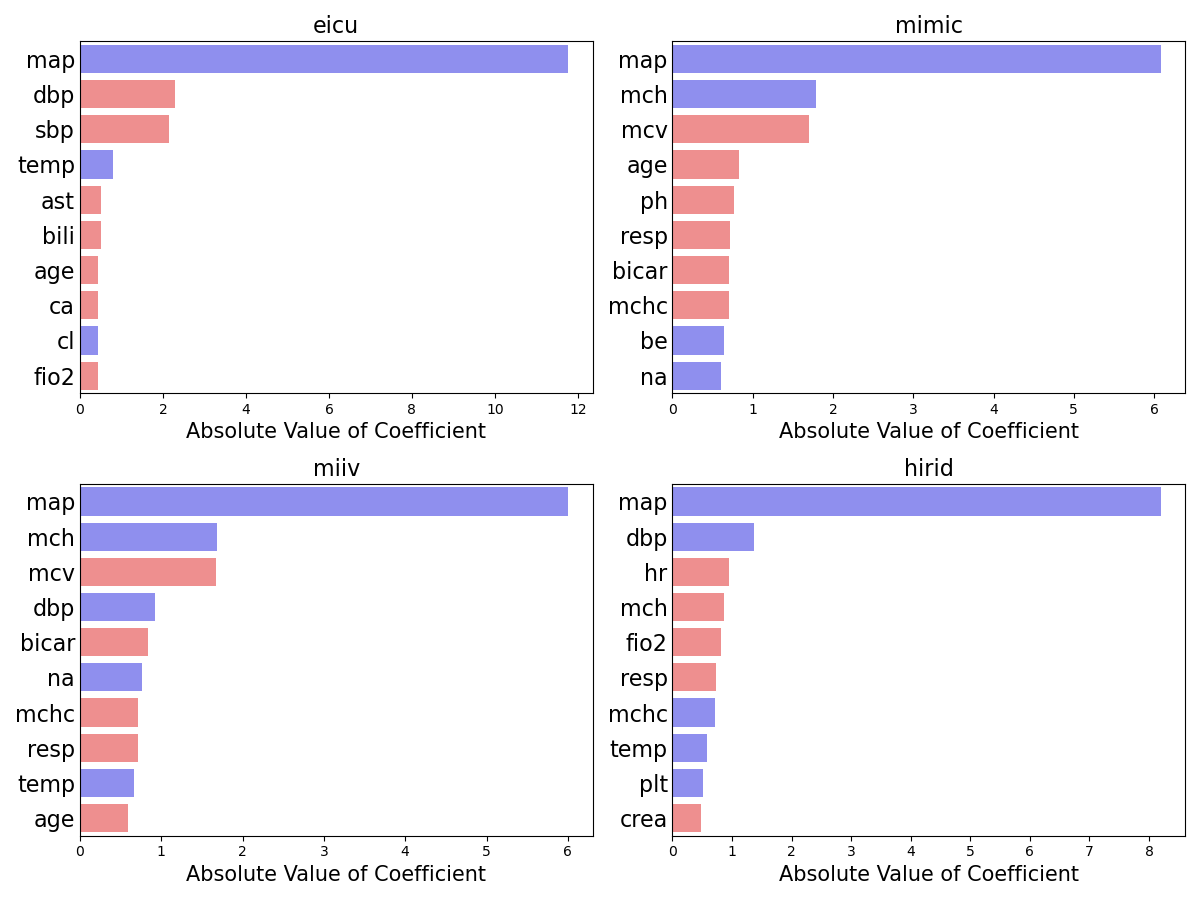 eicu
map
dbp
sbp
temp
ast
bili
age
ca
cl
fio2
0 2 4 6 8 10 12
Absolute Value of Coefficient
mimic
map
mch
mcv
age
ph
resp
bicar
mchc
be
na
0 1 2 3 4 5 6
Absolute Value of Coefficient
miiv
map
mch
mcv
dbp
bicar
na
mchc
resp
temp
age
0 1 2 3 4 5 6
Absolute Value of Coefficient
hirid
map
dbp
hr
mch
fio2
resp
mchc
temp
plt
crea
0 1 2 3 4 5 6 7 8
Absolute Value of Coefficient